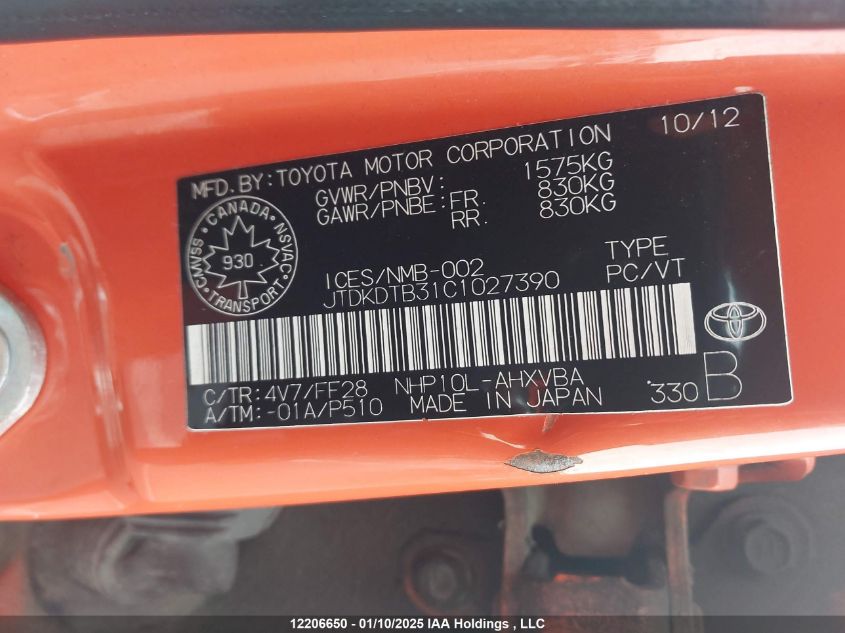 MFD.BY:TOYOTA MOTOR CORPORATION 10/12
GVWR/PNBV: 1575KG
GAWR/PNBE:FR. 830KG
RR. 830KG
CANADA
CMVSS NSVAC
930
TRANSPORT
ICES/NMB-002 TYPE
JTDKDTB31C1027390 PC/VT
C/TR:4V7/FF28 NHP10L-AHXVBA
A/TM:-01A/P510 MADE IN JAPAN .330 B
12206650 - 01/10/2025 IAA Holdings , LLC